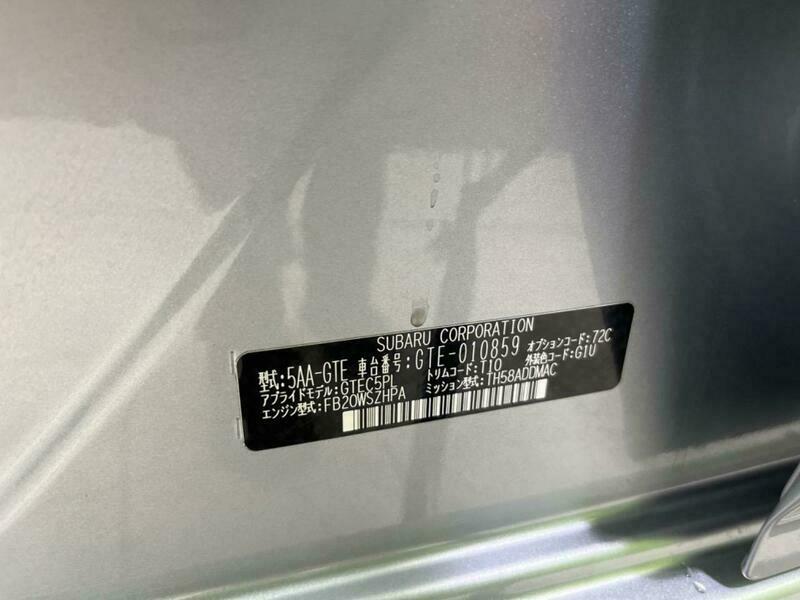 SUBARU CORPORATION
型式:5AA-GTE 車台番号:GTE-010859 オプションコード:72C
アプライドモデル:GTEC5PL トリムコード:TIO 外装色コード:G1U
エンジン型式:FB20WSZHPA ミッション型式:TH58ADDMAC